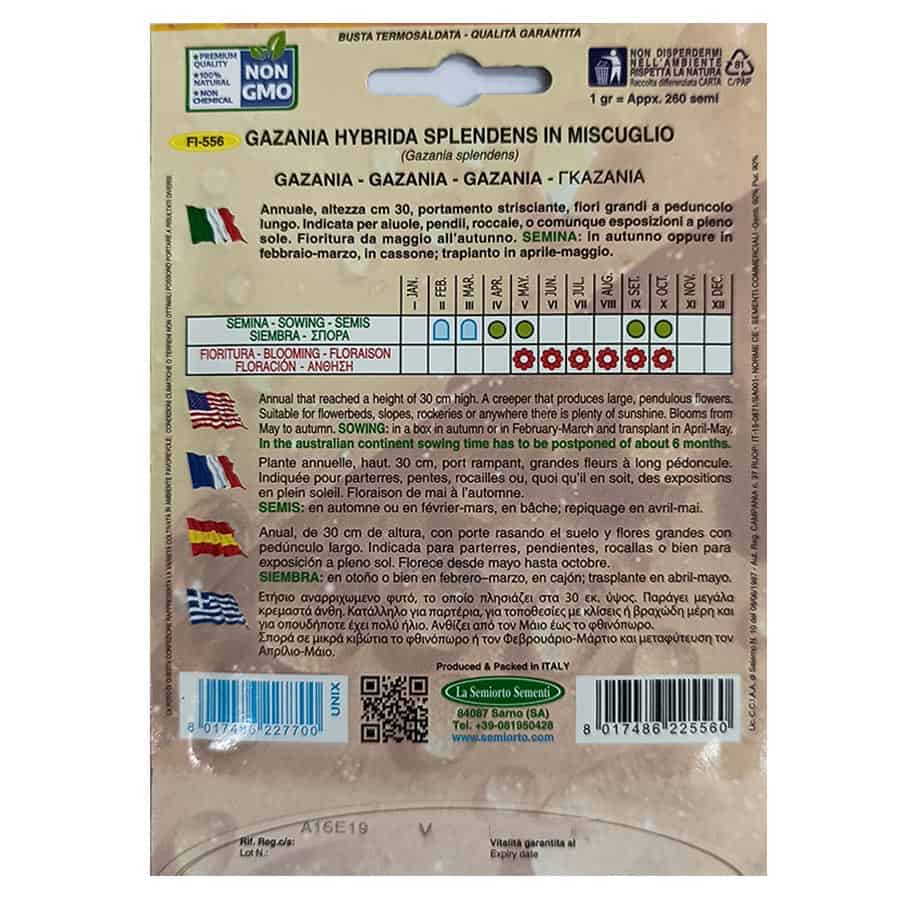 BUSTA TERMOSALDATA - QUALITÀ GARANTITA
PREMIUM QUALITY
100% NATURAL
NON CHEMICAL
NON GMO
NON DISPERDERMI
NELL'AMBIENTE
RISPETTA LA NATURA
Raccolta differenziata CARTA
81
C/PAP
1 gr = Appx. 260 semi
FI-556
GAZANIA HYBRIDA SPLENDENS IN MISCUGLIO
(Gazania splendens)
GAZANIA - GAZANIA - GAZANIA - ΓΚΑΖΑΝΙΑ
Annuale, altezza cm 30, portamento strisciante, fiori grandi a peduncolo
lungo. Indicata per aiuole, pendii, roccale, o comunque esposizioni a pleno
sole. Fioritura da maggio all'autunno. SEMINA: in autunno oppure in
febbraio-marzo, in cassone; trapianto in aprile-maggio.
JAN. FEB. MAR. APR. MAY. JUN. JUL. AUG. SET. OCT. NOV. DEC.
I II III IV V VI VII VIII IX X XI XII
SEMINA - SOWING - SEMIS
SIEMBRA - ΣΠΟΡΑ
FIORITURA - BLOOMING - FLORAISON
FLORACIÓN - ΑΝΘΗΣΗ
Annual that reached a height of 30 cm high. A creeper that produces large, pendulous flowers.
Suitable for flowerbeds, slopes, rockeries or anywhere there is plenty of sunshine. Blooms from
May to autumn. SOWING: in a box in autumn or in February-March and transplant in April-May.
In the australian continent sowing time has to be postponed of about 6 months.
Plante annuelle, haut. 30 cm, port rampant, grandes fleurs à long pédoncule.
Indiquée pour parterres, pentes, rocailles ou, quoi qu'il en soit, des expositions
en plein soleil. Floraison de mai à l'automne.
SEMIS: en automne ou en février-mars, en bâche; repiquage en avril-mai.
Anual, de 30 cm de altura, con porte rasando el suelo y flores grandes con
pedúnculo largo. Indicada para parterres, pendientes, rocallas o bien para
exposición a pleno sol. Florece desde mayo hasta octubre.
SIEMBRA: en otoño o bien en febrero–marzo, en cajón; trasplante en abril-mayo.
Ετήσιο αναρριχωμενο φυτό, το οποίο πλησιάζει στα 30 εκ. ύψος. Παράγει μεγάλα
κρεμαστά άνθη. Κατάλληλο για παρτέρια, για τοποθεσίες με κλίσεις ή βραχώδη μέρη και
για οπουδήποτε έχει πολύ ήλιο. Ανθίζει από τον Μάιο έως το φθινόπωρο.
Σπορά σε μικρά κιβώτια το φθινόπωρο ή τον Φεβρουάριο-Μάρτιο και μεταφύτευση τον
Απρίλιο-Μάιο.
Produced & Packed in ITALY
La Semiorto Sementi
84087 Sarno (SA)
Tel. +39-081950428
www.semiorto.com
UNIX
8 017486 227700
8 017486 225560
A16E19 V
Rif. Reg.c/s:
Lot N.:
Vitalità garantita al
Expiry date